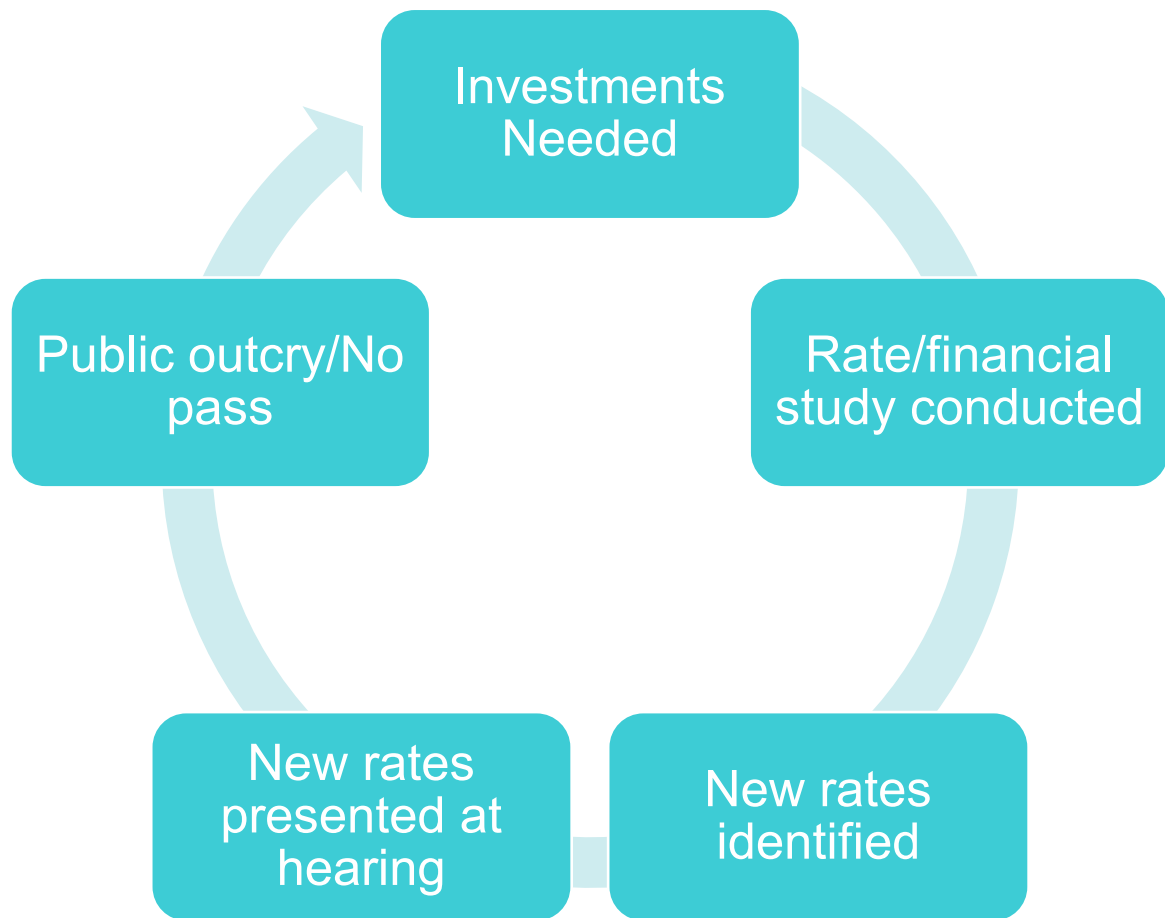 Investments
Needed
Rate/financial
study conducted
New rates
identified
New rates
presented at
hearing
Public outcry/No
pass